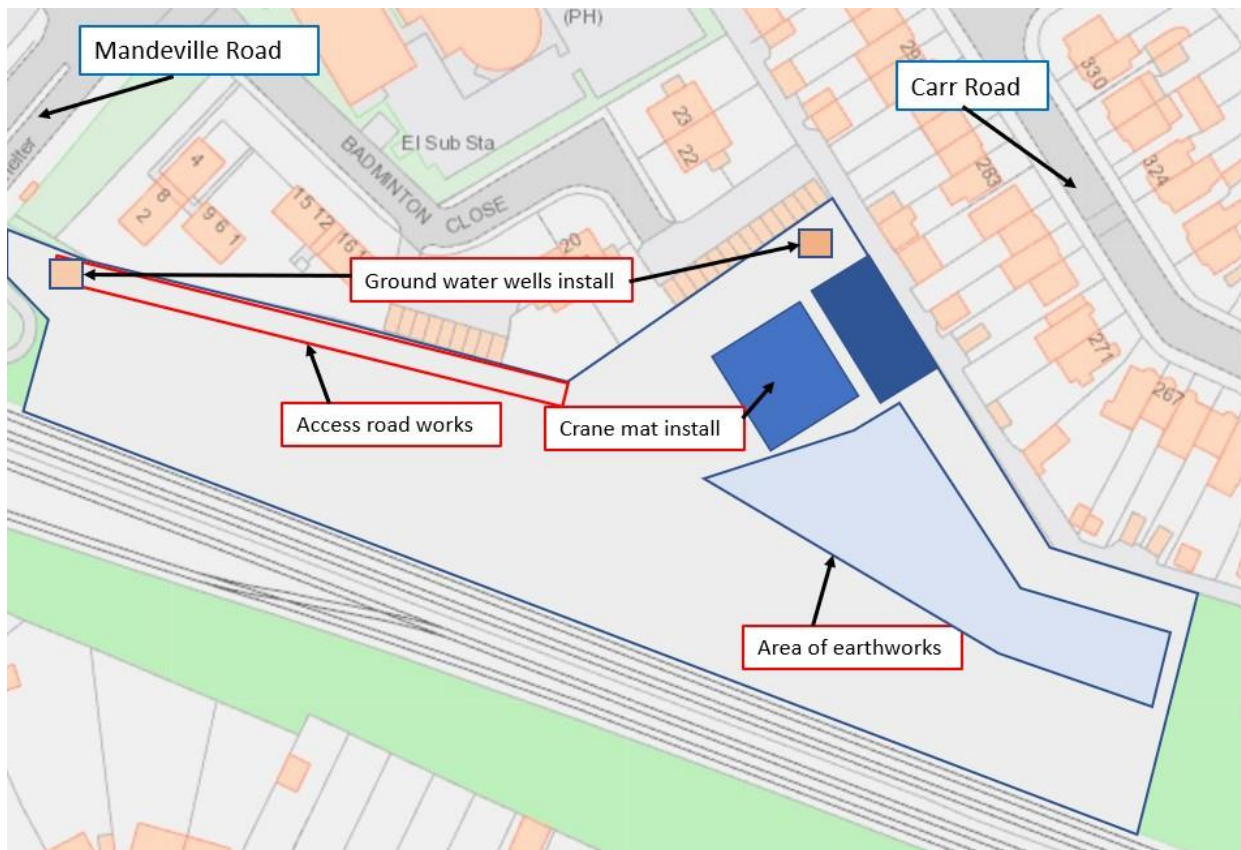 (PH)
Mandeville Road
Carr Road
330
23
22
El Sub Sta
283
324
4
8
2
BADMINTON
CLOSE
15 12
9 6 1
20
Ground water wells install
271
267
Access road works
Crane mat install
Area of earthworks